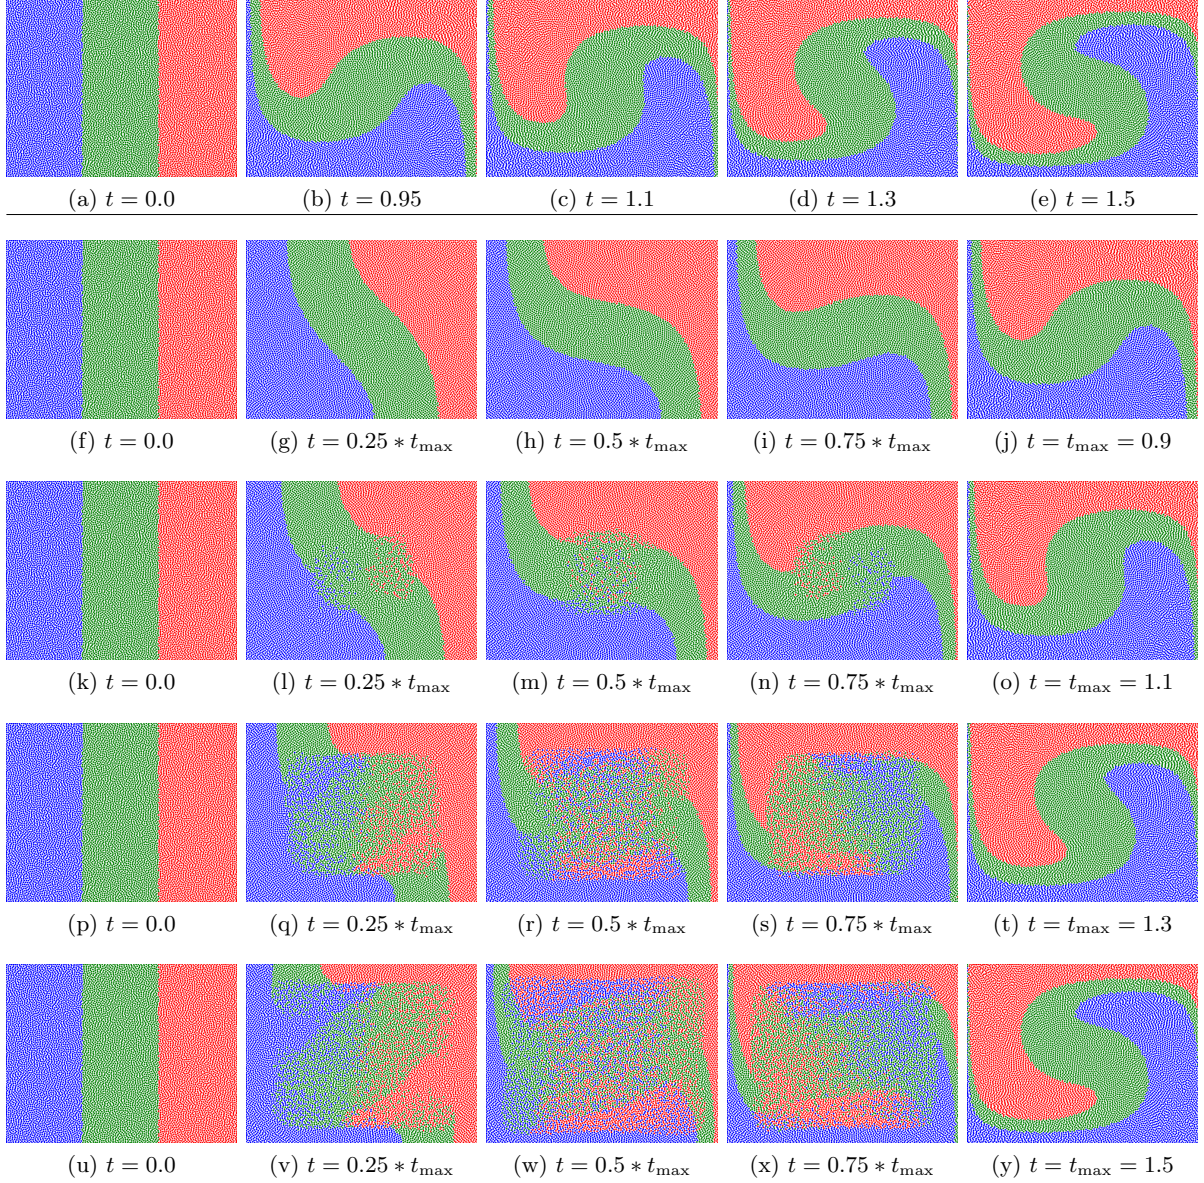 (a) t = 0.0 (b) t = 0.95 (c) t = 1.1 (d) t = 1.3 (e) t = 1.5
(f) t = 0.0 (g) t = 0.25 * t_max (h) t = 0.5 * t_max (i) t = 0.75 * t_max (j) t = t_max = 0.9
(k) t = 0.0 (l) t = 0.25 * t_max (m) t = 0.5 * t_max (n) t = 0.75 * t_max (o) t = t_max = 1.1
(p) t = 0.0 (q) t = 0.25 * t_max (r) t = 0.5 * t_max (s) t = 0.75 * t_max (t) t = t_max = 1.3
(u) t = 0.0 (v) t = 0.25 * t_max (w) t = 0.5 * t_max (x) t = 0.75 * t_max (y) t = t_max = 1.5